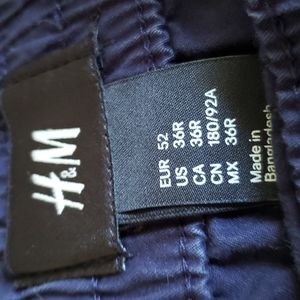 H&M
EUR 52
US 36R
CA 36R
CN 180/92A
MX 36R
Made in
Bangladesh